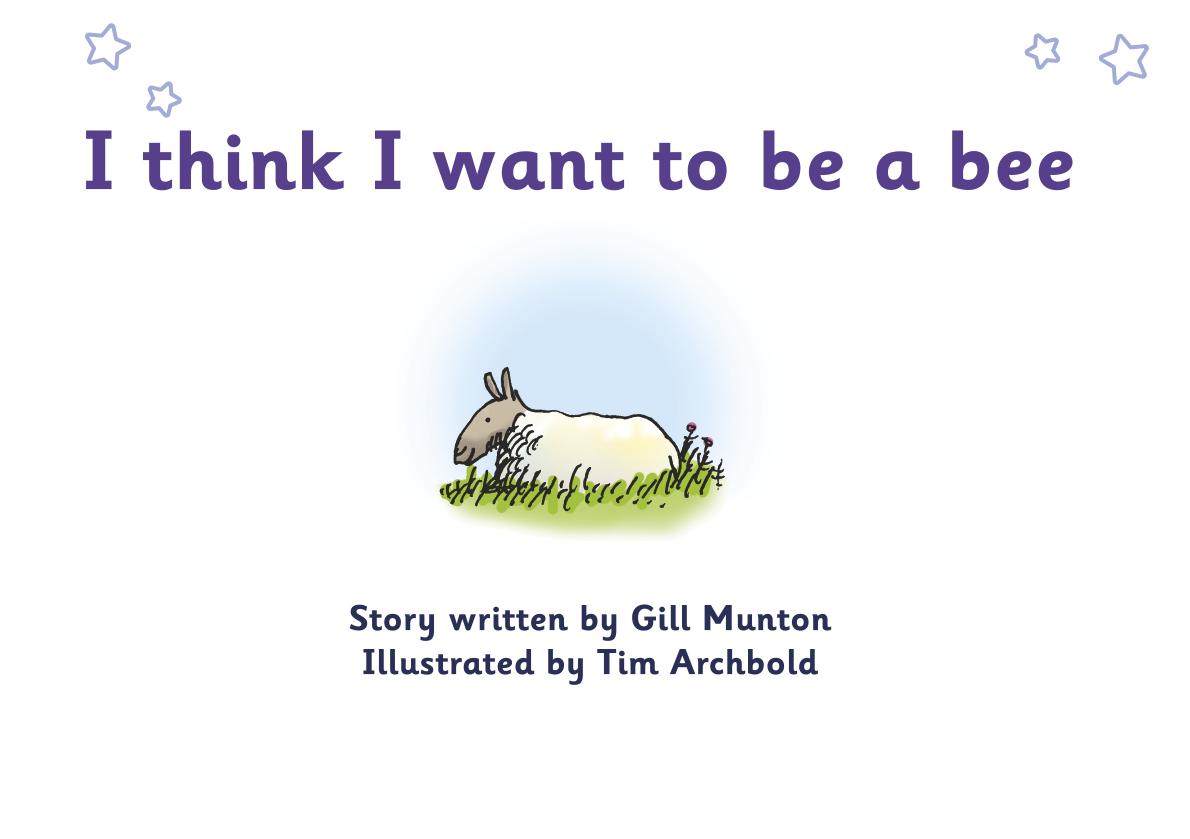 I think I want to be a bee
Story written by Gill Munton
Illustrated by Tim Archbold